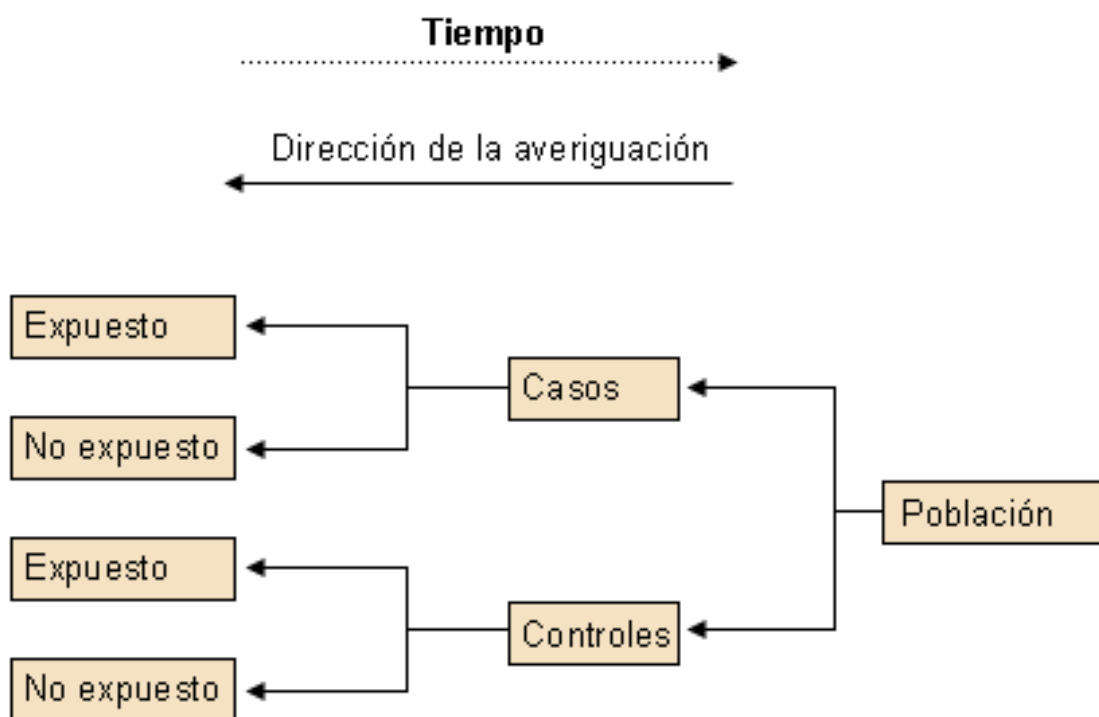 Tiempo
Dirección de la averiguación
Expuesto
No expuesto
Casos
Población
Expuesto
No expuesto
Controles